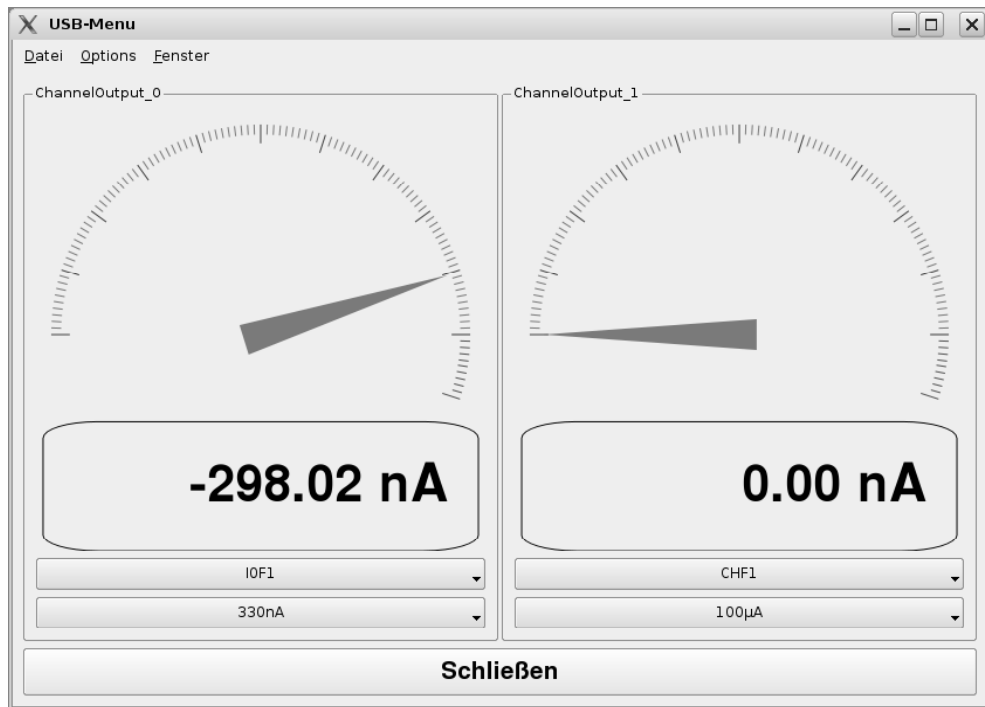 USB-Menu
Datei Options Fenster
ChannelOutput_0
-298.02 nA
I0F1
330nA
ChannelOutput_1
0.00 nA
CHF1
100µA
Schließen